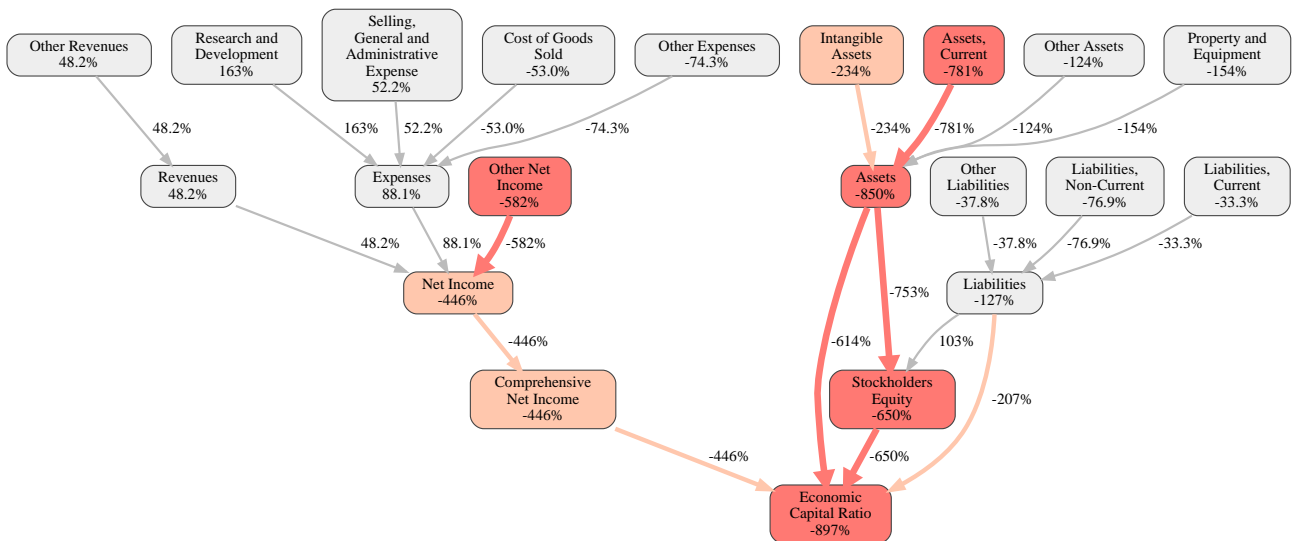 Other Revenues
48.2%
Research and
Development
163%
Selling,
General and
Administrative
Expense
52.2%
Cost of Goods
Sold
-53.0%
Other Expenses
-74.3%
Intangible
Assets
-234%
Assets,
Current
-781%
Other Assets
-124%
Property and
Equipment
-154%
48.2%
163%
52.2%
-53.0%
-74.3%
-234%
-781%
-124%
-154%
Revenues
48.2%
Expenses
88.1%
Other Net
Income
-582%
Assets
-850%
Other
Liabilities
-37.8%
Liabilities,
Non-Current
-76.9%
Liabilities,
Current
-33.3%
48.2%
88.1%
-582%
-37.8%
-76.9%
-33.3%
Net Income
-446%
-753%
Liabilities
-127%
-446%
-614%
103%
Comprehensive
Net Income
-446%
Stockholders
Equity
-650%
-207%
-446%
-650%
Economic
Capital Ratio
-897%